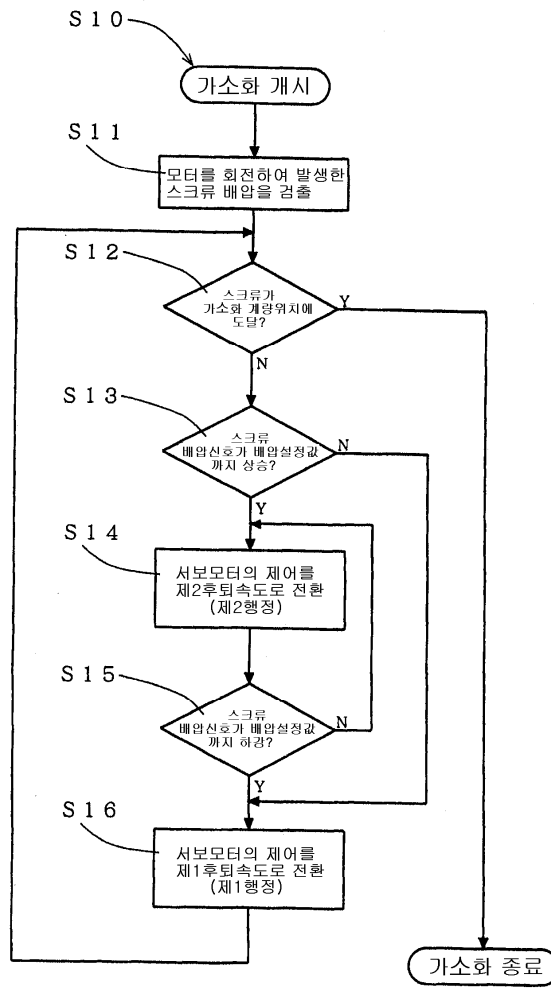 S10
가소화 개시
S11
모터를 회전하여 발생한
스크류 배압을 검출
S12
스크류가
가소화 계량위치에
도달?
Y
N
S13
스크류
배압신호가 배압설정값
까지 상승?
N
Y
S14
서보모터의 제어를
제2후퇴속도로 전환
(제2행정)
S15
스크류
배압신호가 배압설정값
까지 하강?
N
Y
S16
서보모터의 제어를
제1후퇴속도로 전환
(제1행정)
가소화 종료